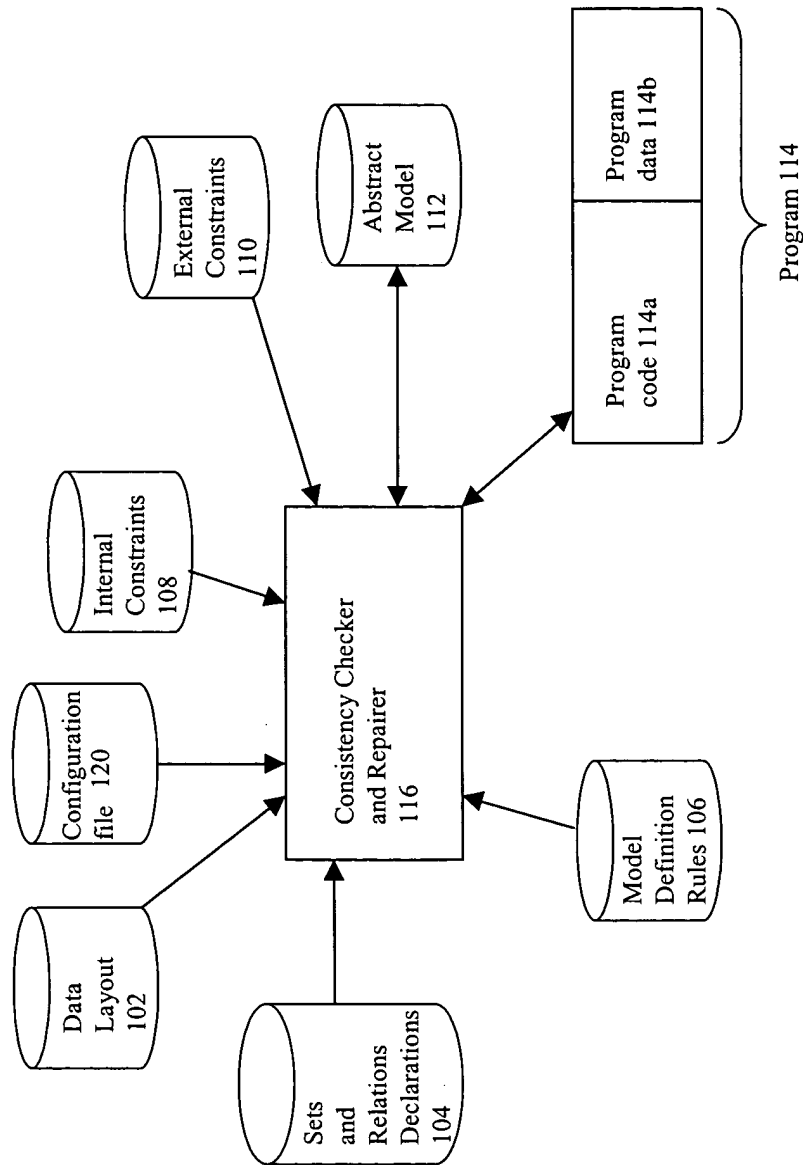 Data
Layout
102
Configuration
file 120
Internal
Constraints
108
External
Constraints
110
Sets
and
Relations
Declarations
104
Consistency Checker
and Repairer
116
Abstract
Model
112
Model
Definition
Rules 106
Program
code 114a
Program
data 114b
Program 114